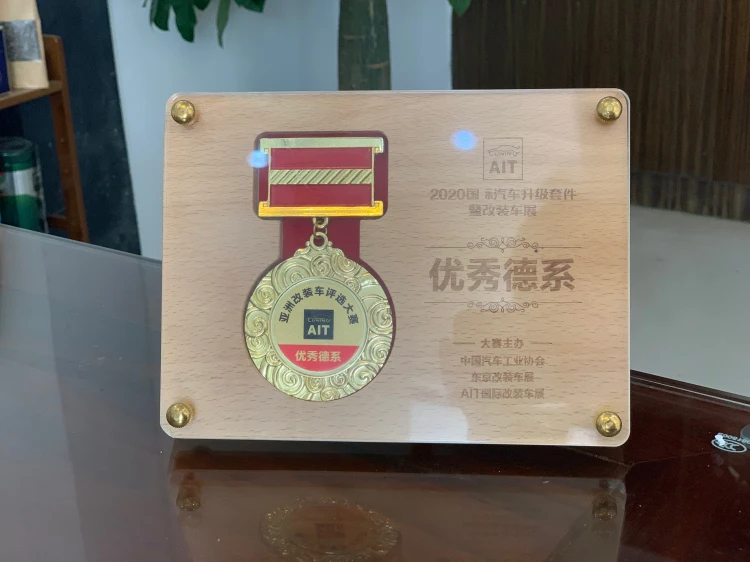 亚洲改装车评选大赛
AIT
优秀德系
AIT
2020国际汽车升级套件
暨改装车展
优秀德系
大赛主办
中国汽车工业协会
东京改装车展
AIT国际改装车展